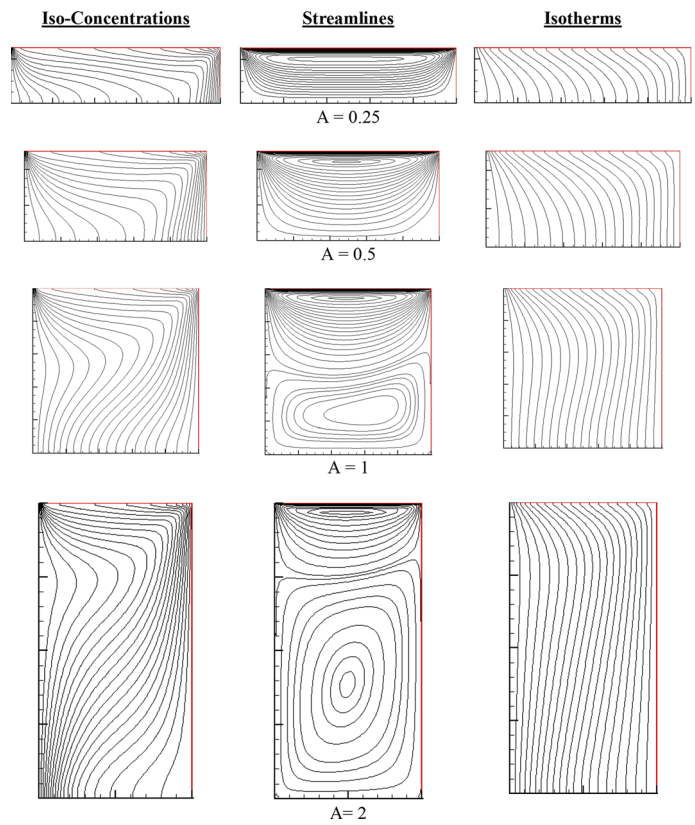 Iso-Concentrations Streamlines Isotherms
A = 0.25
A = 0.5
A = 1
A= 2